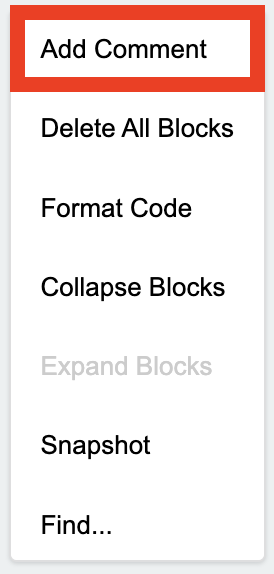 Add Comment
Delete All Blocks
Format Code
Collapse Blocks
Expand Blocks
Snapshot
Find...